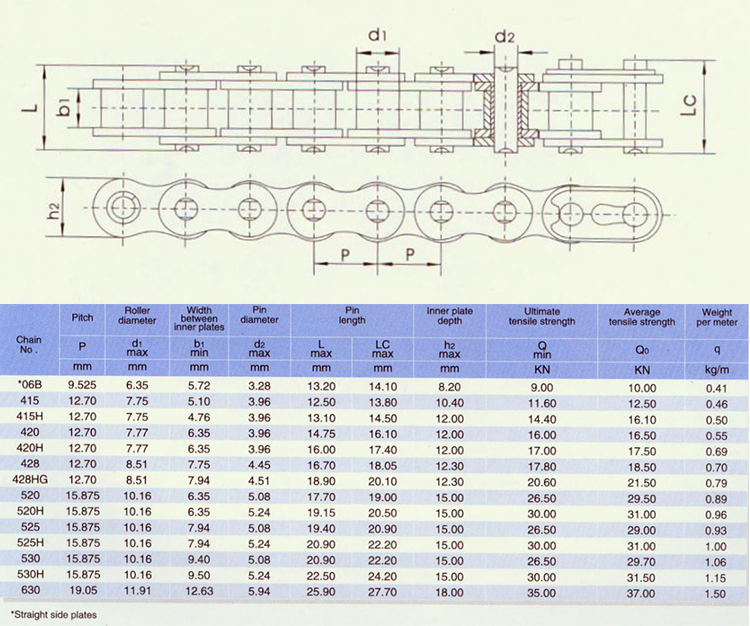 d1
d2
L
b1
LC
h2
P
P
Chain No. Pitch Roller diameter Width between inner plates Pin diameter Pin length Inner plate depth Ultimate tensile strength Average tensile strength Weight per meter
P d1 max b1 min d2 max L max LC max h2 max Q min Q0 q
mm mm mm mm mm mm mm KN KN kg/m
*06B 9.525 6.35 5.72 3.28 13.20 14.10 8.20 9.00 10.00 0.41
415 12.70 7.75 5.10 3.96 12.50 13.80 10.40 11.60 12.50 0.46
415H 12.70 7.75 4.76 3.96 13.10 14.50 12.00 14.40 16.10 0.50
420 12.70 7.77 6.35 3.96 14.75 16.10 12.00 16.00 16.50 0.55
420H 12.70 7.77 6.35 3.96 16.00 17.40 12.00 17.00 17.50 0.69
428 12.70 8.51 7.75 4.45 16.70 18.05 12.30 17.80 18.50 0.70
428HG 12.70 8.51 7.94 4.51 18.90 20.10 12.30 20.60 21.50 0.79
520 15.875 10.16 6.35 5.08 17.70 19.00 15.00 26.50 29.50 0.89
520H 15.875 10.16 6.35 5.24 19.15 20.50 15.00 30.00 31.00 0.96
525 15.875 10.16 7.94 5.08 19.40 20.90 15.00 26.50 29.00 0.93
525H 15.875 10.16 7.94 5.24 20.90 22.20 15.00 30.00 31.00 1.00
530 15.875 10.16 9.40 5.08 20.90 22.20 15.00 26.50 29.70 1.06
530H 15.875 10.16 9.50 5.24 22.50 24.20 15.00 30.00 31.50 1.15
630 19.05 11.91 12.63 5.94 25.90 27.70 18.00 35.00 37.00 1.50
*Straight side plates